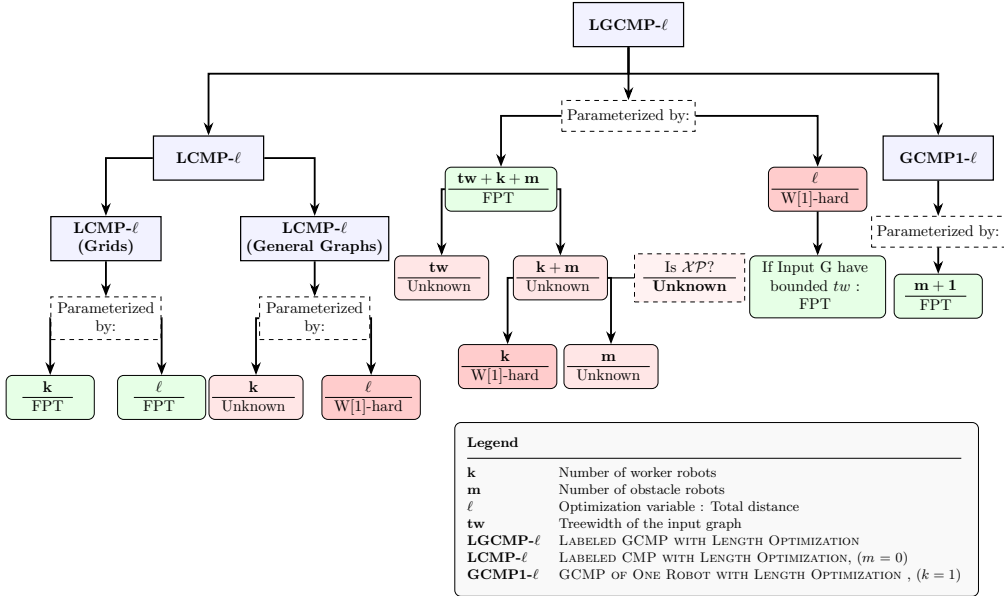 LGCMP-ℓ
Parameterized by:
LCMP-ℓ
GCMP1-ℓ
tw + k + m
FPT
ℓ
W[1]-hard
LCMP-ℓ
(Grids)
LCMP-ℓ
(General Graphs)
Parameterized by:
tw
Unknown
k + m
Unknown
Is 𝒳𝒫?
Unknown
If Input G have
bounded tw :
FPT
m + 1
FPT
Parameterized
by:
Parameterized
by:
k
FPT
ℓ
FPT
k
Unknown
ℓ
W[1]-hard
k
W[1]-hard
m
Unknown
Legend
k Number of worker robots
m Number of obstacle robots
ℓ Optimization variable : Total distance
tw Treewidth of the input graph
LGCMP-ℓ Labeled GCMP with Length Optimization
LCMP-ℓ Labeled CMP with Length Optimization, (m = 0)
GCMP1-ℓ GCMP of One Robot with Length Optimization , (k = 1)